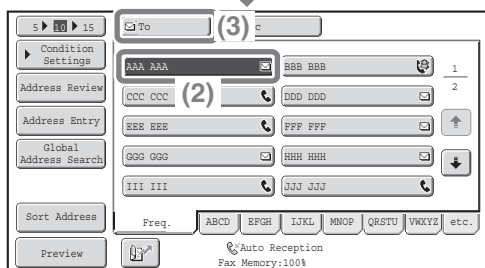 5 10 15
To
(3)
c
Condition
Settings
AAA AAA
BBB BBB
1
2
Address Review
CCC CCC
(2)
DDD DDD
Address Entry
EEE EEE
FFF FFF
Global
Address Search
GGG GGG
HHH HHH
III III
JJJ JJJ
Sort Address
Freq.
ABCD
EFGH
IJKL
MNOP
QRSTU
VWXYZ
etc.
Preview
Auto Reception
Fax Memory:100%